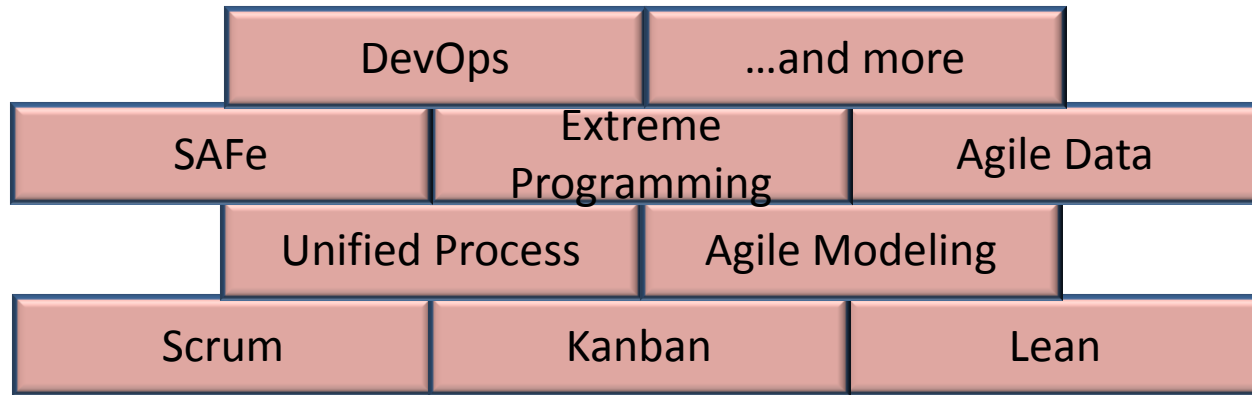 DevOps
…and more
SAFe
Extreme
Programming
Agile Data
Unified Process
Agile Modeling
Scrum
Kanban
Lean